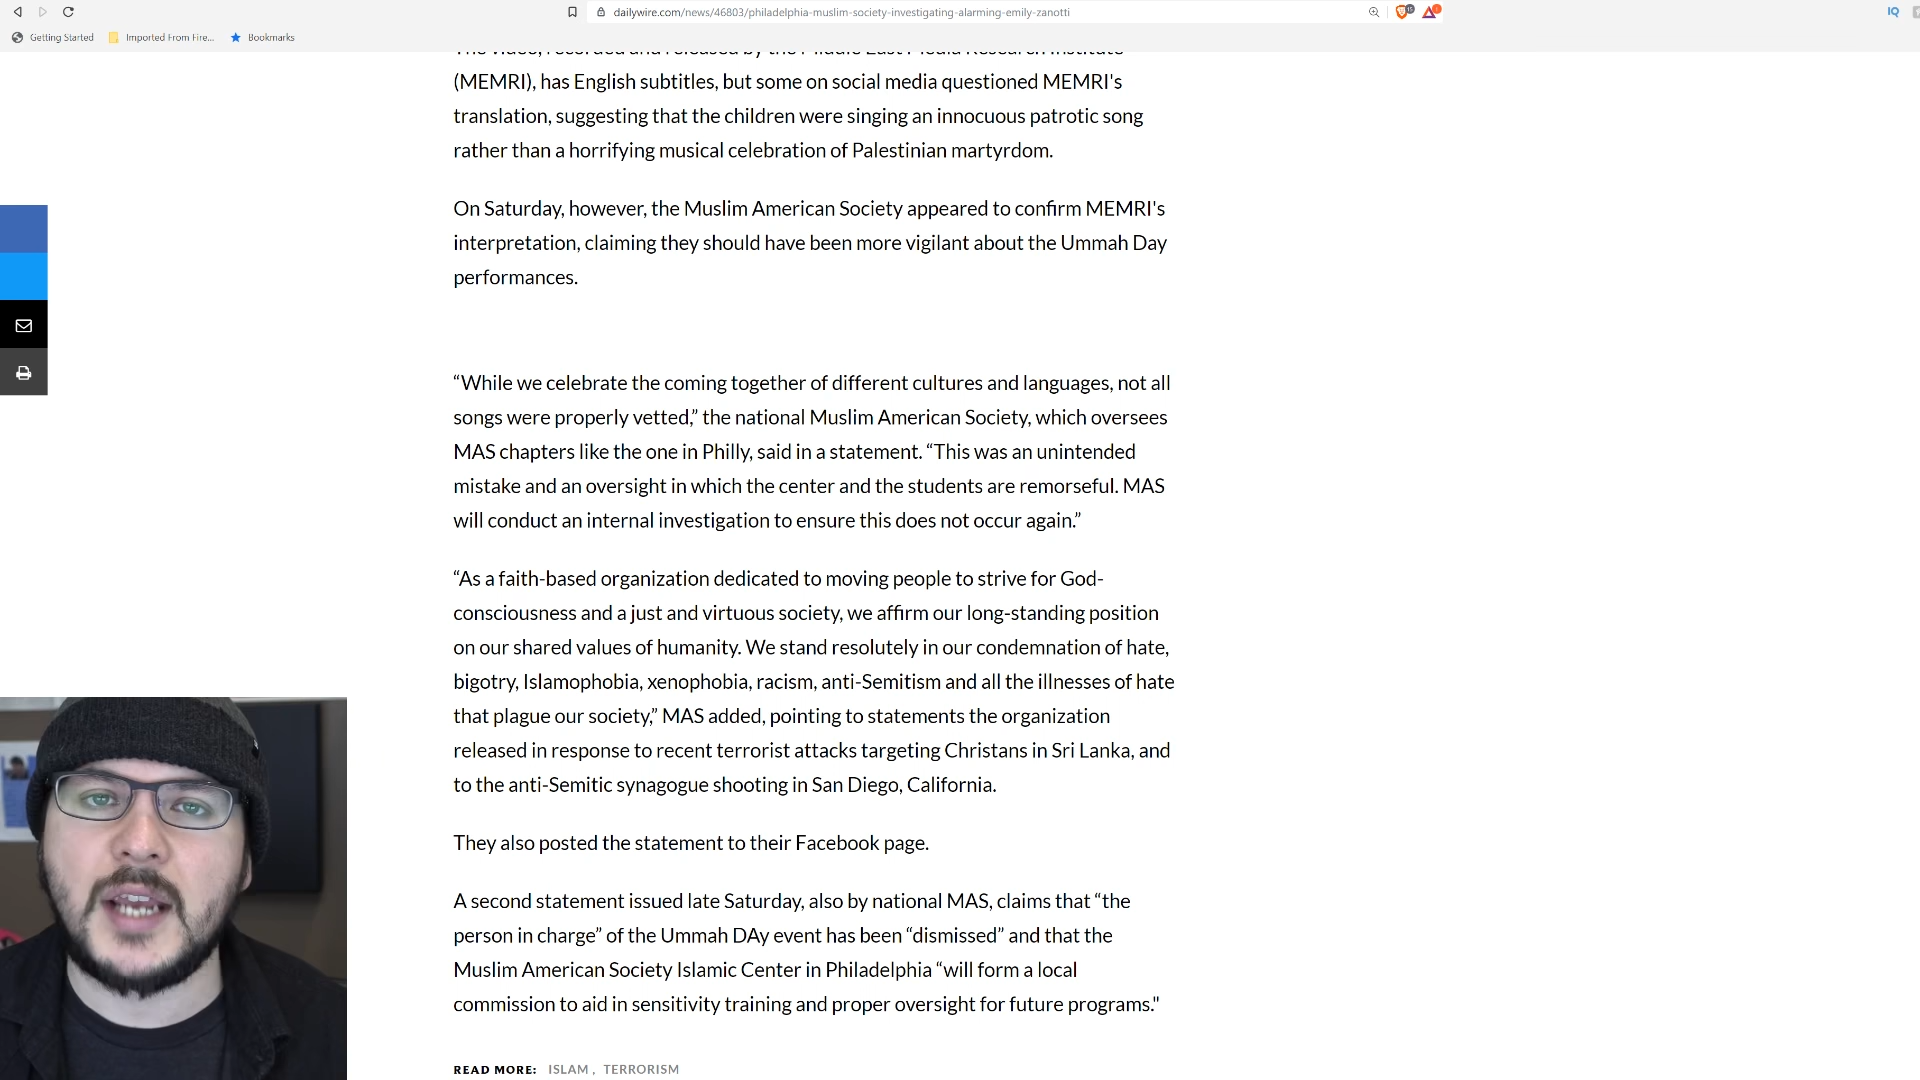 dailywire.com/news/46803/philadelphia-muslim-society-investigating-alarming-emily-zanotti
IQ
Getting Started
Imported From Fire...
Bookmarks
The video, recorded and released by the Middle East Media Research Institute
(MEMRI), has English subtitles, but some on social media questioned MEMRI's
translation, suggesting that the children were singing an innocuous patrotic song
rather than a horrifying musical celebration of Palestinian martyrdom.
On Saturday, however, the Muslim American Society appeared to confirm MEMRI's
interpretation, claiming they should have been more vigilant about the Ummah Day
performances.
“While we celebrate the coming together of different cultures and languages, not all
songs were properly vetted,” the national Muslim American Society, which oversees
MAS chapters like the one in Philly, said in a statement. “This was an unintended
mistake and an oversight in which the center and the students are remorseful. MAS
will conduct an internal investigation to ensure this does not occur again.”
“As a faith-based organization dedicated to moving people to strive for God-
consciousness and a just and virtuous society, we affirm our long-standing position
on our shared values of humanity. We stand resolutely in our condemnation of hate,
bigotry, Islamophobia, xenophobia, racism, anti-Semitism and all the illnesses of hate
that plague our society,” MAS added, pointing to statements the organization
released in response to recent terrorist attacks targeting Christans in Sri Lanka, and
to the anti-Semitic synagogue shooting in San Diego, California.
They also posted the statement to their Facebook page.
A second statement issued late Saturday, also by national MAS, claims that “the
person in charge” of the Ummah DAy event has been “dismissed” and that the
Muslim American Society Islamic Center in Philadelphia “will form a local
commission to aid in sensitivity training and proper oversight for future programs."
READ MORE: ISLAM , TERRORISM